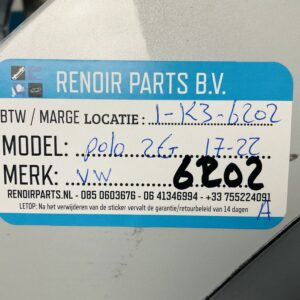 RENOIR PARTS B.V.
BTW / MARGE LOCATIE : 1-K3-6202
MODEL: polo 2G 17-22
MERK: VW 6202
RENOIRPARTS.NL - 085 0603676 - 06 41346994 - +33 755224091
LETOP: Na het verwijderen van de sticker vervalt de garantie/retourbeleid van 14 dagen
A